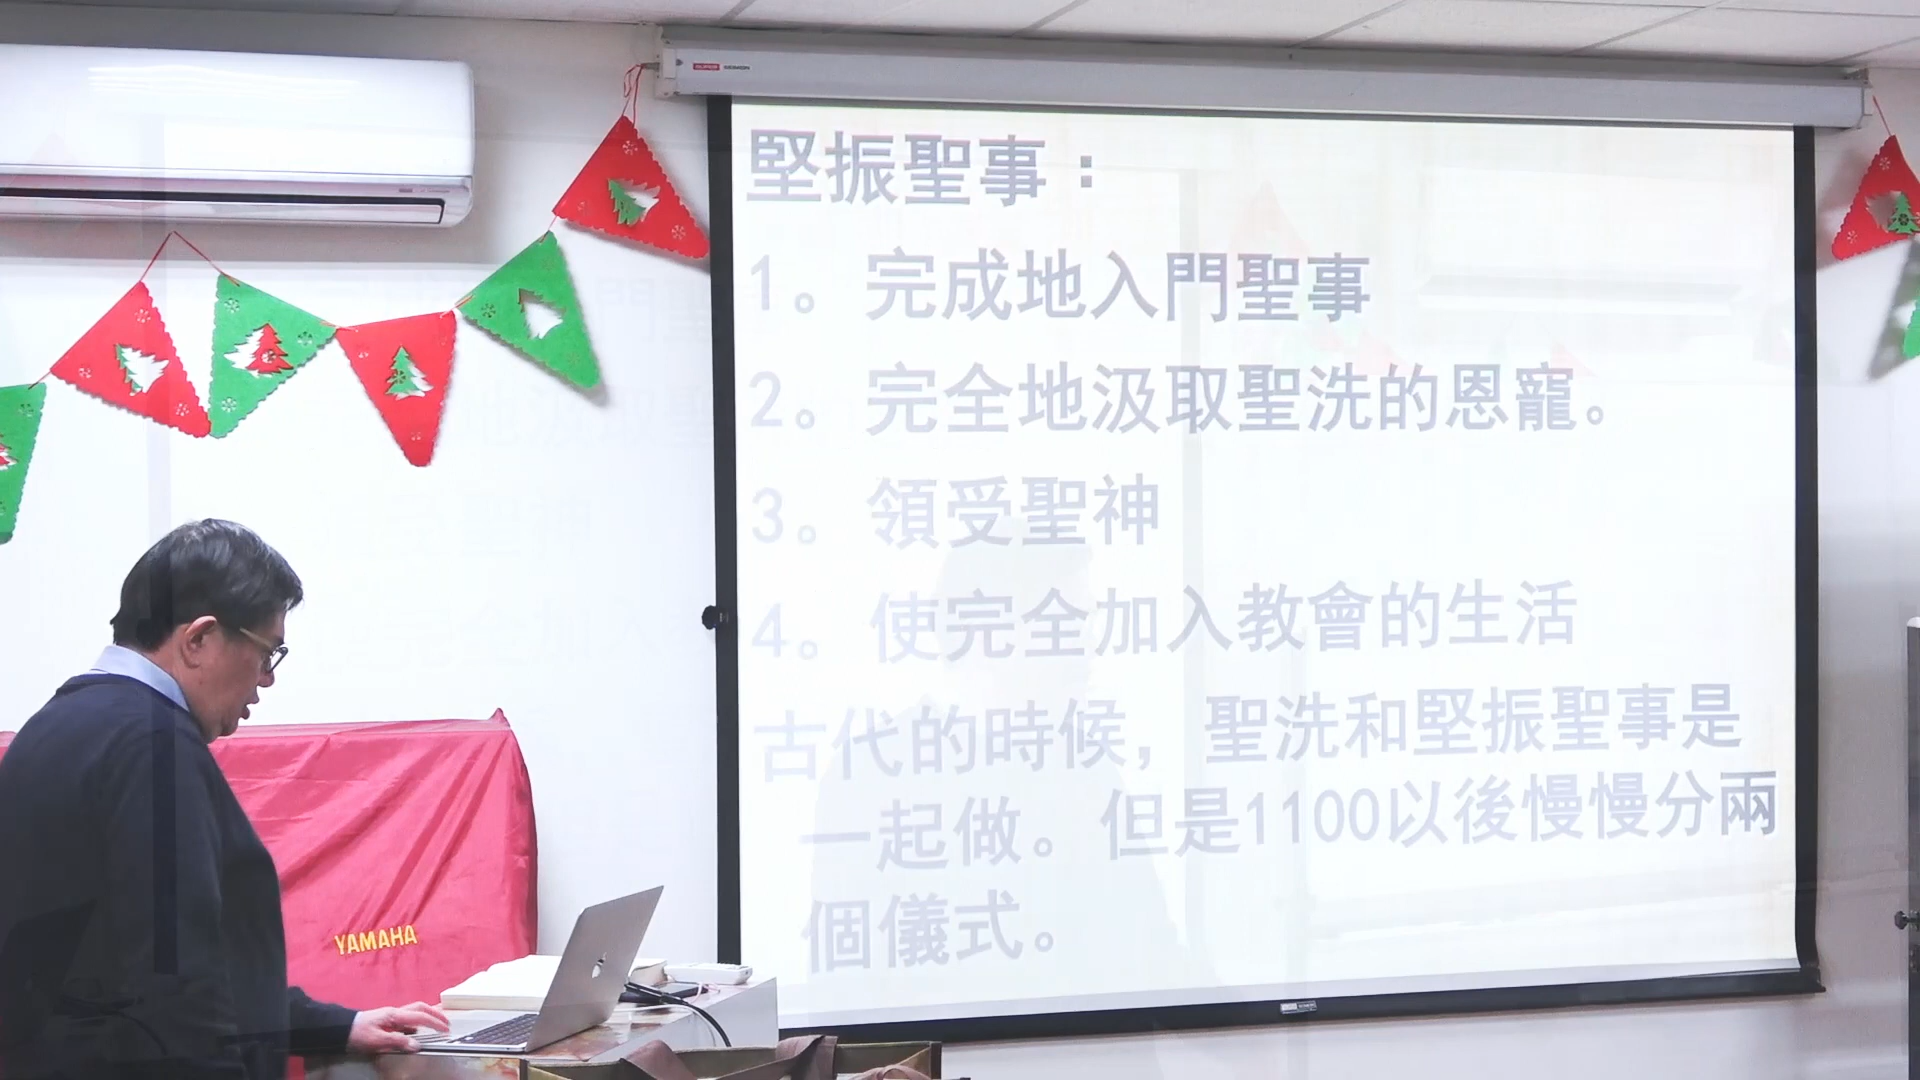 堅振聖事：
1。完成地入門聖事
2。完全地汲取聖洗的恩寵。
3。領受聖神
4。使完全加入教會的生活
古代的時候，聖洗和堅振聖事是
一起做。但是1100以後慢慢分兩
個儀式。
YAMAHA